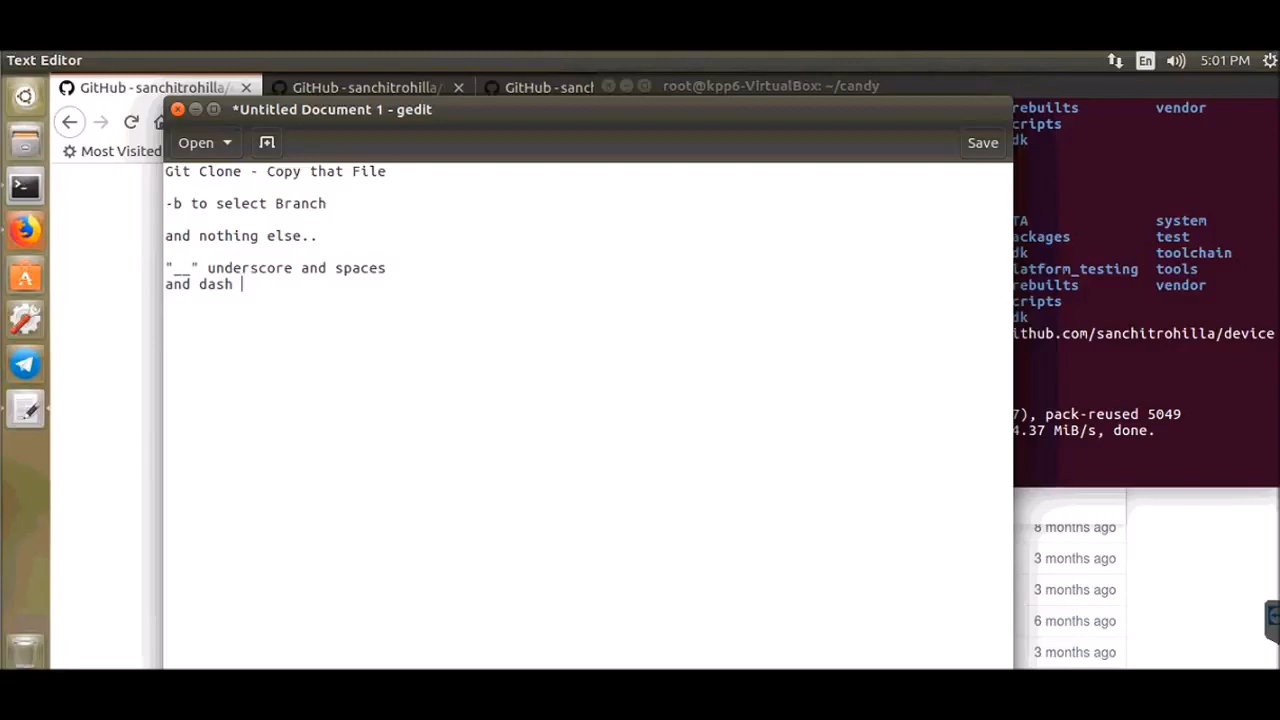 Text Editor
En
5:01 PM
GitHub - sanchitrohilla/
GitHub - sanchitrohilla/
GitHub - sanch
root@kpp6-VirtualBox: ~/candy
*Untitled Document 1 - gedit
Most Visited
Open
Save
Git Clone - Copy that File
-b to select Branch
and nothing else..
"__" underscore and spaces
and dash
rebuilts vendor
cripts
dk
TA system
ackages test
dk toolchain
latform_testing tools
rebuilts vendor
cripts
dk
ithub.com/sanchitrohilla/device
7), pack-reused 5049
4.37 MiB/s, done.
8 months ago
3 months ago
3 months ago
6 months ago
3 months ago